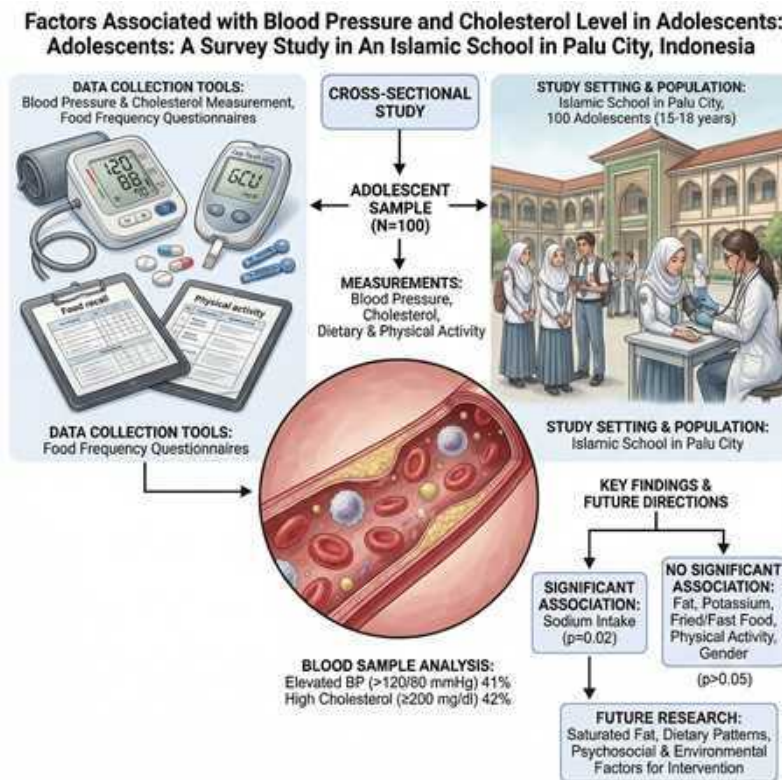 Factors Associated with Blood Pressure and Cholesterol Level in Adolescents:
Adolescents: A Survey Study in An Islamic School in Palu City, Indonesia
DATA COLLECTION TOOLS:
Blood Pressure & Cholesterol Measurement,
Food Frequency Questionnaires
120
GCU
Food recall
Physical activity
DATA COLLECTION TOOLS:
Food Frequency Questionnaires
CROSS-SECTIONAL
STUDY
ADOLESCENT
SAMPLE
(N=100)
MEASUREMENTS:
Blood Pressure,
Cholesterol,
Dietary & Physical Activity
STUDY SETTING & POPULATION:
Islamic School in Palu City,
100 Adolescents (15-18 years)
STUDY SETTING & POPULATION:
Islamic School in Palu City
BLOOD SAMPLE ANALYSIS:
Elevated BP (>120/80 mmHg) 41%
High Cholesterol (≥200 mg/dl) 42%
KEY FINDINGS &
FUTURE DIRECTIONS
SIGNIFICANT
ASSOCIATION:
Sodium Intake
(p=0.02)
NO SIGNIFICANT
ASSOCIATION:
Fat, Potassium,
Fried/Fast Food,
Physical Activity,
Gender
(p>0.05)
FUTURE RESEARCH:
Saturated Fat, Dietary Patterns,
Psychosocial & Environmental
Factors for Intervention